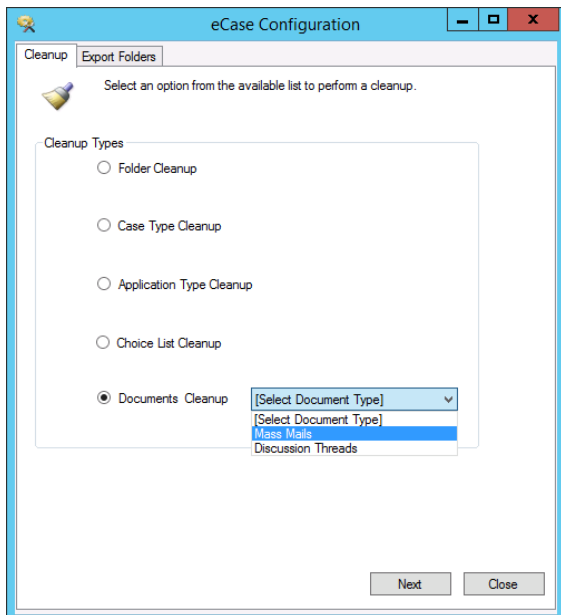 eCase Configuration
Cleanup
Export Folders
Select an option from the available list to perform a cleanup.
Cleanup Types
Folder Cleanup
Case Type Cleanup
Application Type Cleanup
Choice List Cleanup
Documents Cleanup
[Select Document Type]
[Select Document Type]
Mass Mails
Discussion Threads
Next
Close